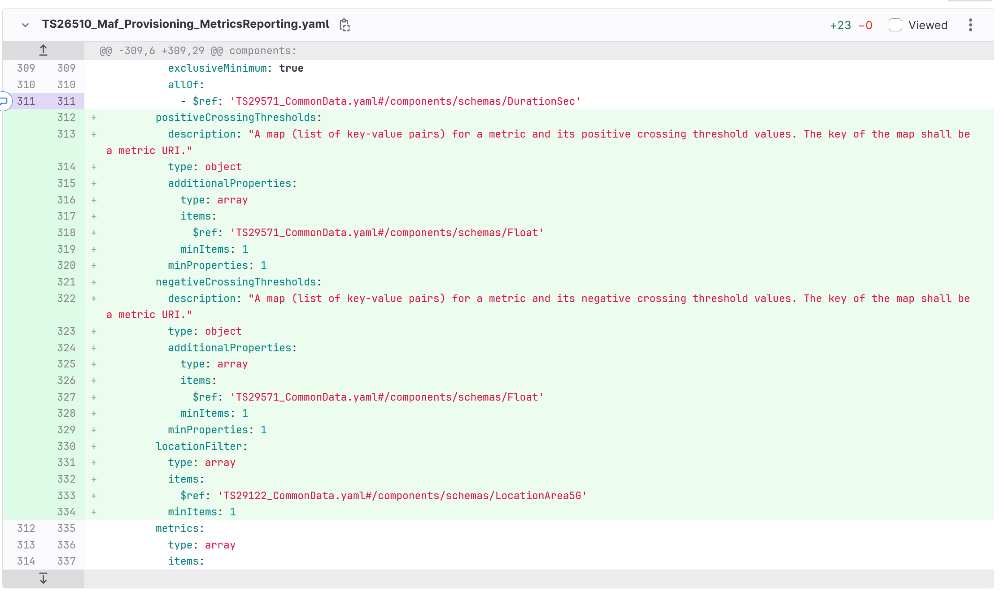 TS26510_Maf_Provisioning_MetricsReporting.yaml +23 −0 Viewed
@@ -309,6 +309,29 @@ components:
309 309 exclusiveMinimum: true
310 310 allOf:
311 311 - $ref: 'TS29571_CommonData.yaml#/components/schemas/DurationSec'
312 + positiveCrossingThresholds:
313 + description: "A map (list of key-value pairs) for a metric and its positive crossing threshold values. The key of the map shall be
a metric URI."
314 + type: object
315 + additionalProperties:
316 + type: array
317 + items:
318 + $ref: 'TS29571_CommonData.yaml#/components/schemas/Float'
319 + minItems: 1
320 + minProperties: 1
321 + negativeCrossingThresholds:
322 + description: "A map (list of key-value pairs) for a metric and its negative crossing threshold values. The key of the map shall be
a metric URI."
323 + type: object
324 + additionalProperties:
325 + type: array
326 + items:
327 + $ref: 'TS29571_CommonData.yaml#/components/schemas/Float'
328 + minItems: 1
329 + minProperties: 1
330 + locationFilter:
331 + type: array
332 + items:
333 + $ref: 'TS29122_CommonData.yaml#/components/schemas/LocationArea5G'
334 + minItems: 1
312 335 metrics:
313 336 type: array
314 337 items: